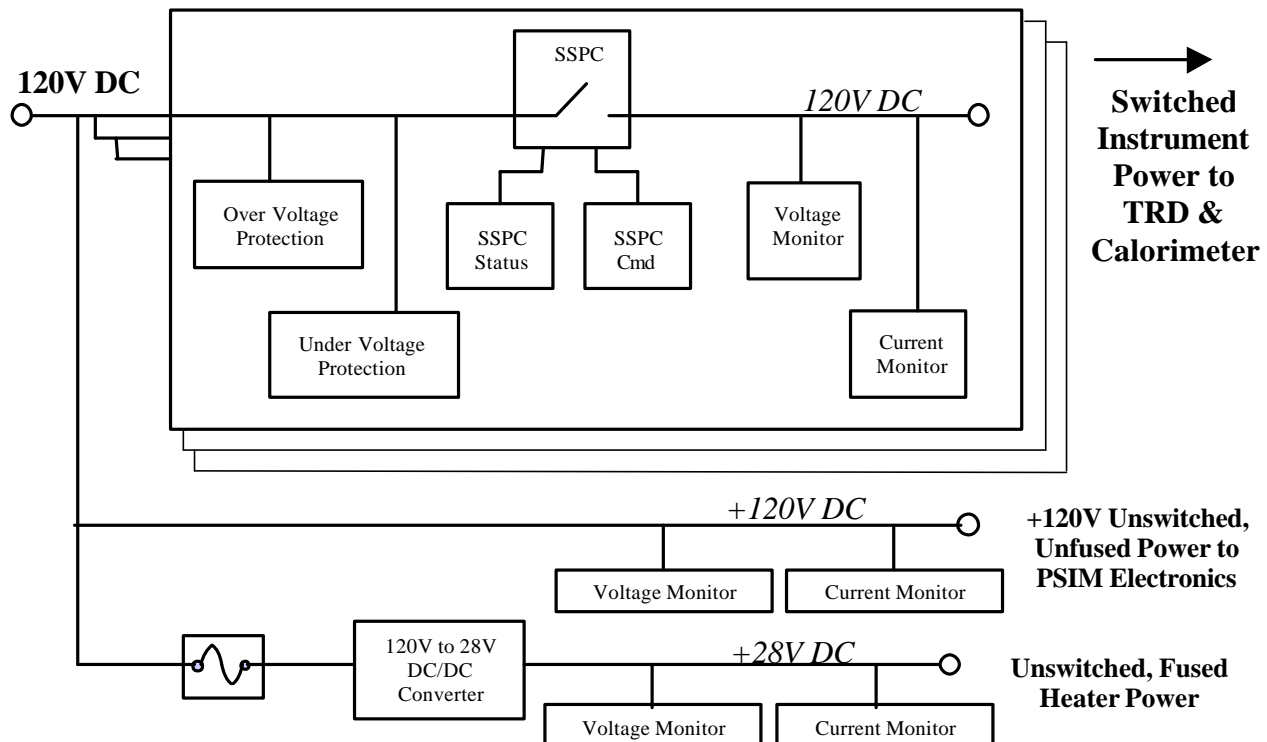 SSPC
120V DC
120V DC
Switched
Instrument
Power to
TRD &
Calorimeter
Over Voltage
Protection
SSPC
Status
SSPC
Cmd
Voltage
Monitor
Under Voltage
Protection
Current
Monitor
+120V DC
+120V Unswitched,
Unfused Power to
PSIM Electronics
Voltage Monitor
Current Monitor
120V to 28V
DC/DC
Converter
+28V DC
Unswitched, Fused
Heater Power
Voltage Monitor
Current Monitor